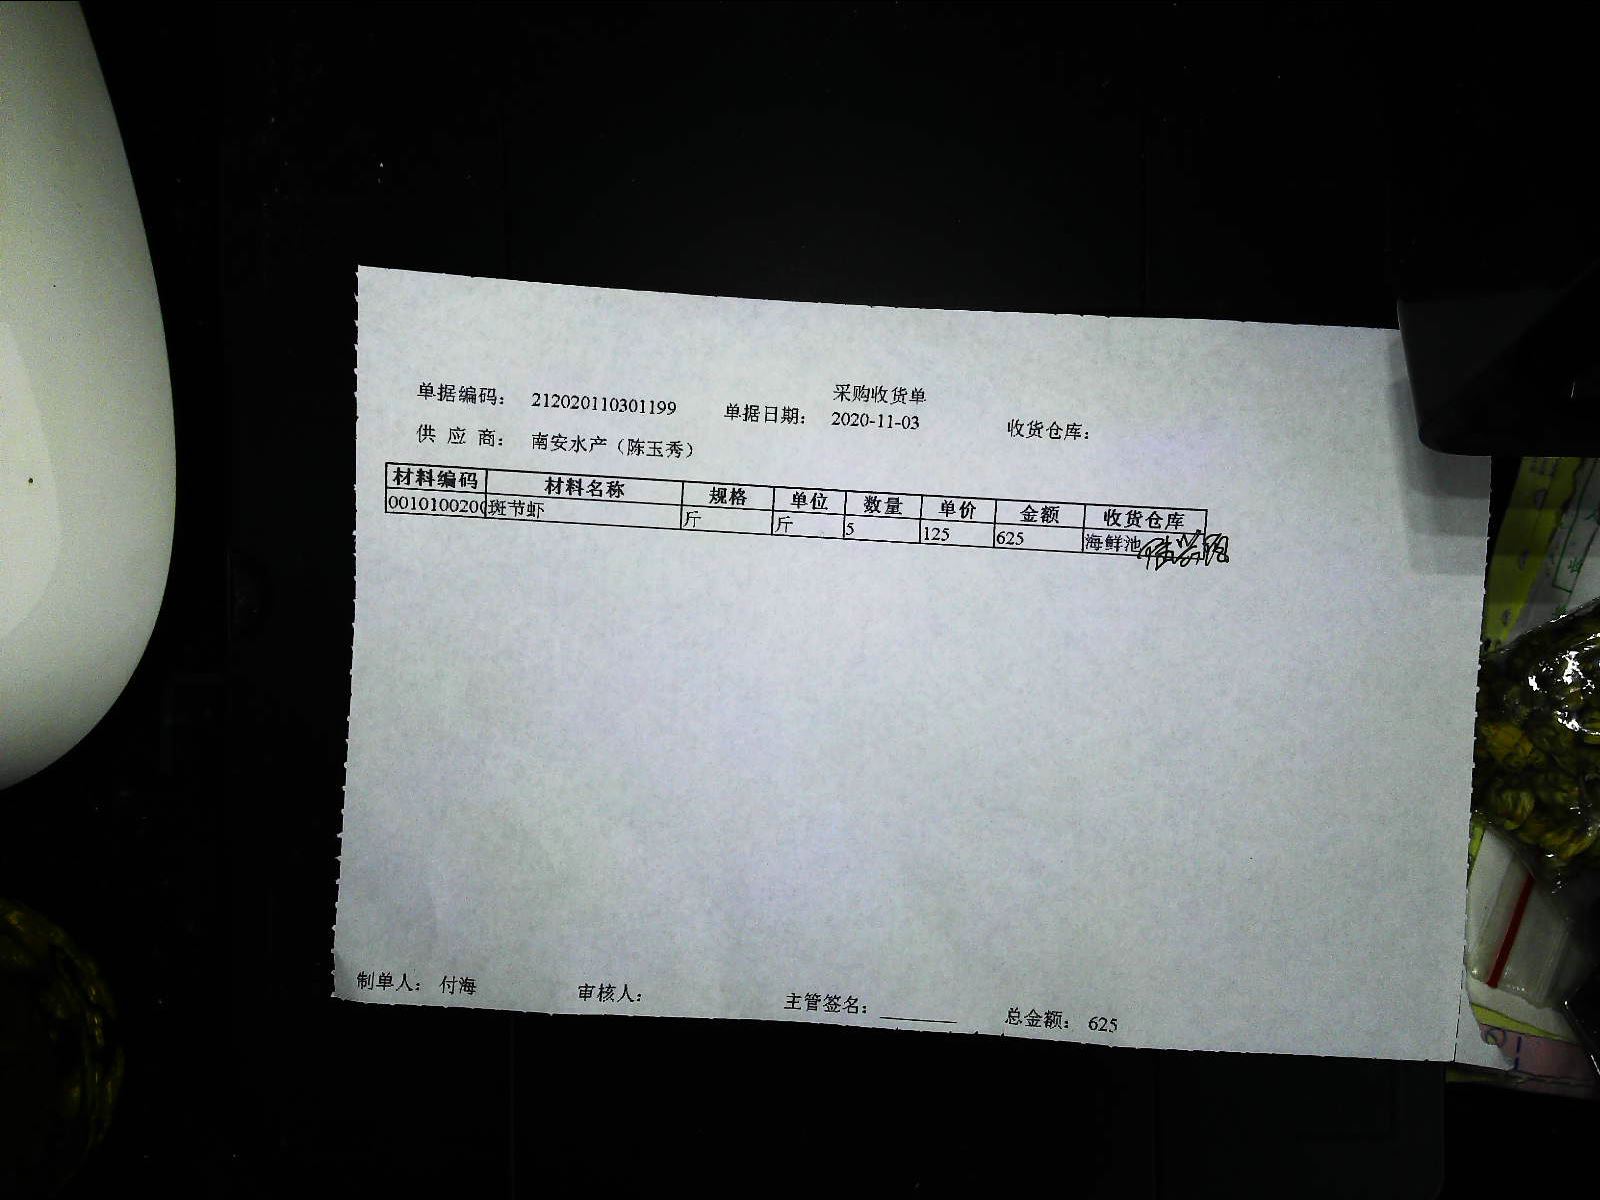 采购收货单
单据编码： 212020110301199 单据日期： 2020-11-03 收货仓库：
供 应 商： 南安水产（陈玉秀）
材料编码 材料名称 规格 单位 数量 单价 金额 收货仓库
0010100200 斑节虾 斤 斤 5 125 625 海鲜池
制单人： 付海 审核人： 主管签名： 总金额： 625